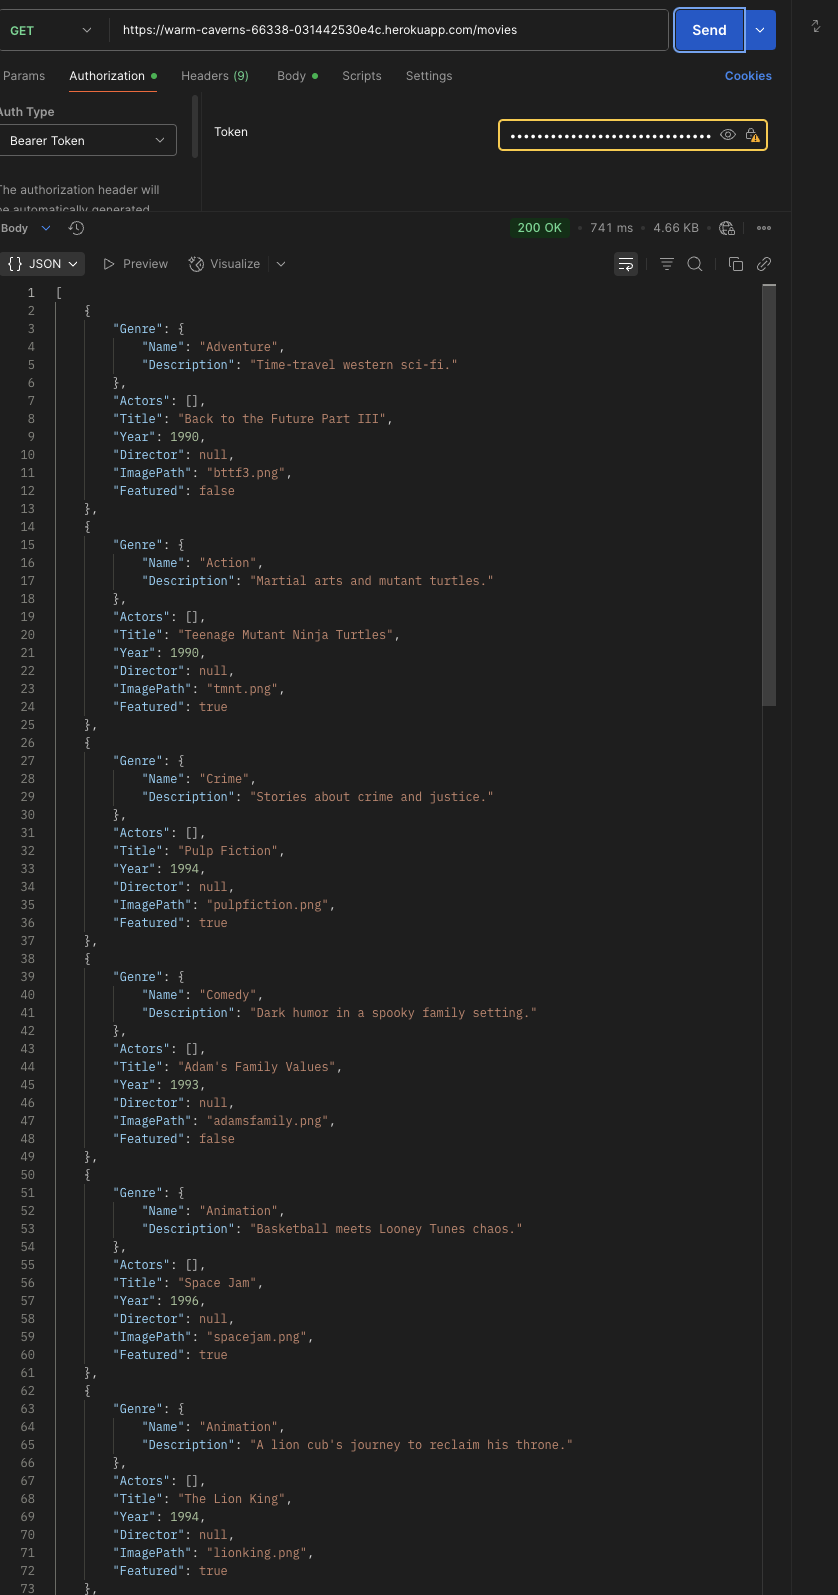 GET https://warm-caverns-66338-031442530e4c.herokuapp.com/movies Send
Params Authorization Headers (9) Body Scripts Settings Cookies
Auth Type
Bearer Token
Token
The authorization header will
be automatically generated
Body 200 OK 741 ms 4.66 KB
{} JSON Preview Visualize
1 [
2 {
3 "Genre": {
4 "Name": "Adventure",
5 "Description": "Time-travel western sci-fi."
6 },
7 "Actors": [],
8 "Title": "Back to the Future Part III",
9 "Year": 1990,
10 "Director": null,
11 "ImagePath": "bttf3.png",
12 "Featured": false
13 },
14 {
15 "Genre": {
16 "Name": "Action",
17 "Description": "Martial arts and mutant turtles."
18 },
19 "Actors": [],
20 "Title": "Teenage Mutant Ninja Turtles",
21 "Year": 1990,
22 "Director": null,
23 "ImagePath": "tmnt.png",
24 "Featured": true
25 },
26 {
27 "Genre": {
28 "Name": "Crime",
29 "Description": "Stories about crime and justice."
30 },
31 "Actors": [],
32 "Title": "Pulp Fiction",
33 "Year": 1994,
34 "Director": null,
35 "ImagePath": "pulpfiction.png",
36 "Featured": true
37 },
38 {
39 "Genre": {
40 "Name": "Comedy",
41 "Description": "Dark humor in a spooky family setting."
42 },
43 "Actors": [],
44 "Title": "Adam's Family Values",
45 "Year": 1993,
46 "Director": null,
47 "ImagePath": "adamsfamily.png",
48 "Featured": false
49 },
50 {
51 "Genre": {
52 "Name": "Animation",
53 "Description": "Basketball meets Looney Tunes chaos."
54 },
55 "Actors": [],
56 "Title": "Space Jam",
57 "Year": 1996,
58 "Director": null,
59 "ImagePath": "spacejam.png",
60 "Featured": true
61 },
62 {
63 "Genre": {
64 "Name": "Animation",
65 "Description": "A lion cub's journey to reclaim his throne."
66 },
67 "Actors": [],
68 "Title": "The Lion King",
69 "Year": 1994,
70 "Director": null,
71 "ImagePath": "lionking.png",
72 "Featured": true
73 },